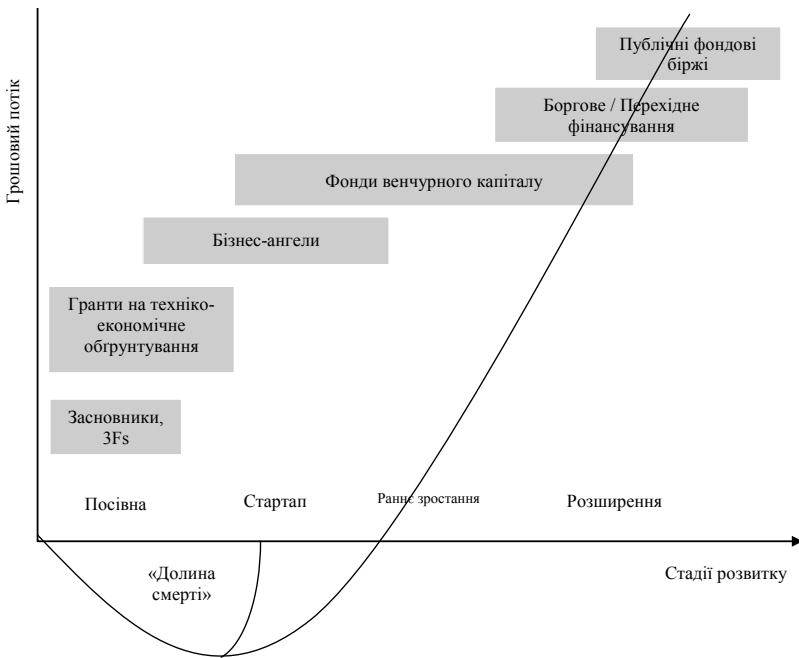 Публічні фондові
біржі
Боргове / Перехідне
фінансування
Грошовий потік
Фонди венчурного капіталу
Бізнес-ангели
Гранти на техніко-
економічне
обґрунтування
Засновники,
3Fs
Посівна
Стартап
Раннє зростання
Розширення
«Долина
смерті»
Стадії розвитку